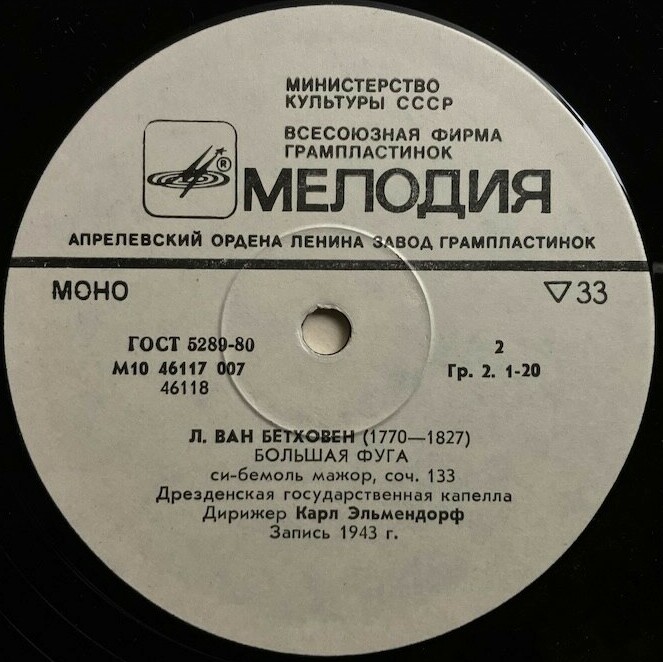 МИНИСТЕРСТВО
КУЛЬТУРЫ СССР
ВСЕСОЮЗНАЯ ФИРМА
ГРАМПЛАСТИНОК
®
МЕЛОДИЯ
АПРЕЛЕВСКИЙ ОРДЕНА ЛЕНИНА ЗАВОД ГРАМПЛАСТИНОК
МОНО
▽33
ГОСТ 5289-80
2
М10 46117 007
Гр. 2. 1-20
46118
Л. ВАН БЕТХОВЕН (1770—1827)
БОЛЬШАЯ ФУГА
си-бемоль мажор, соч. 133
Дрезденская государственная капелла
Дирижер Карл Эльмендорф
Запись 1943 г.